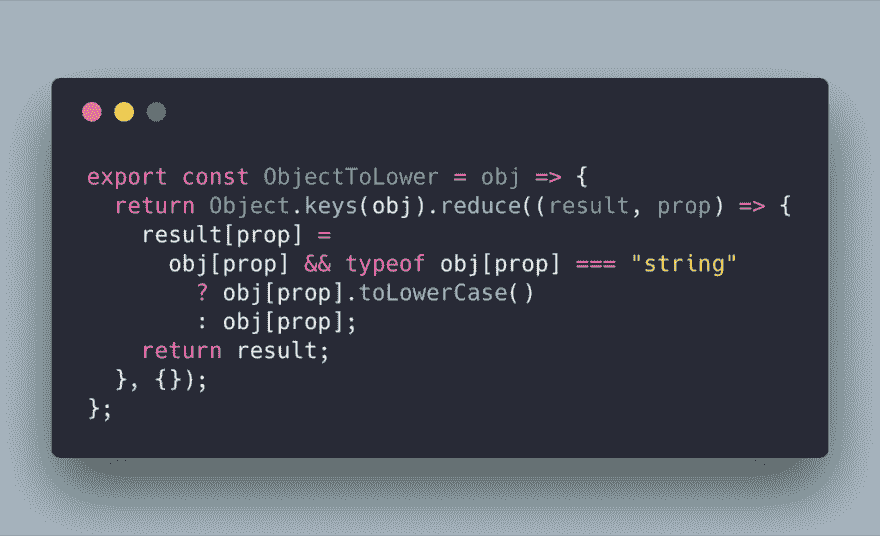 export const ObjectToLower = obj => {
  return Object.keys(obj).reduce((result, prop) => {
    result[prop] =
      obj[prop] && typeof obj[prop] === "string"
        ? obj[prop].toLowerCase()
        : obj[prop];
    return result;
  }, {});
};